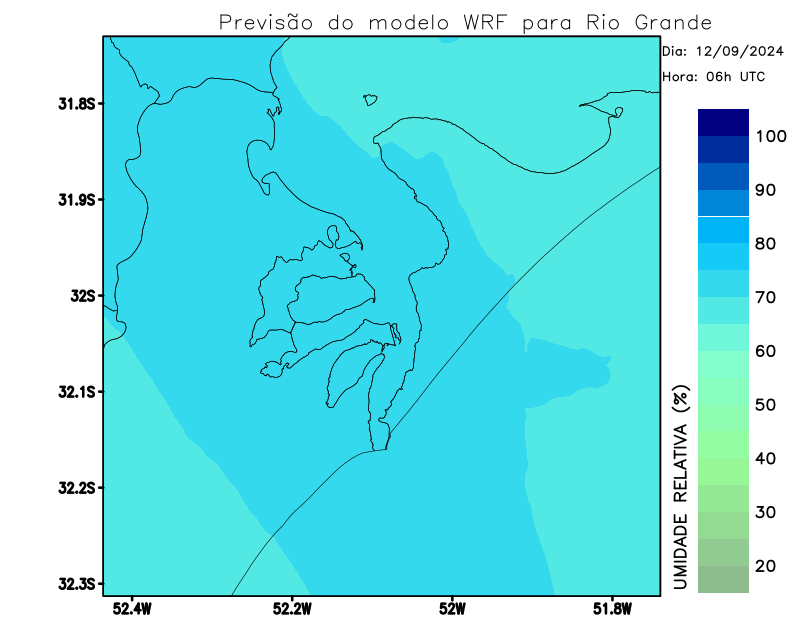 Previsão do modelo WRF para Rio Grande
Dia: 12/09/2024
Hora: 06h UTC
31.8S
31.9S
32S
32.1S
32.2S
32.3S
52.4W
52.2W
52W
51.8W
UMIDADE RELATIVA (%)
100
90
80
70
60
50
40
30
20